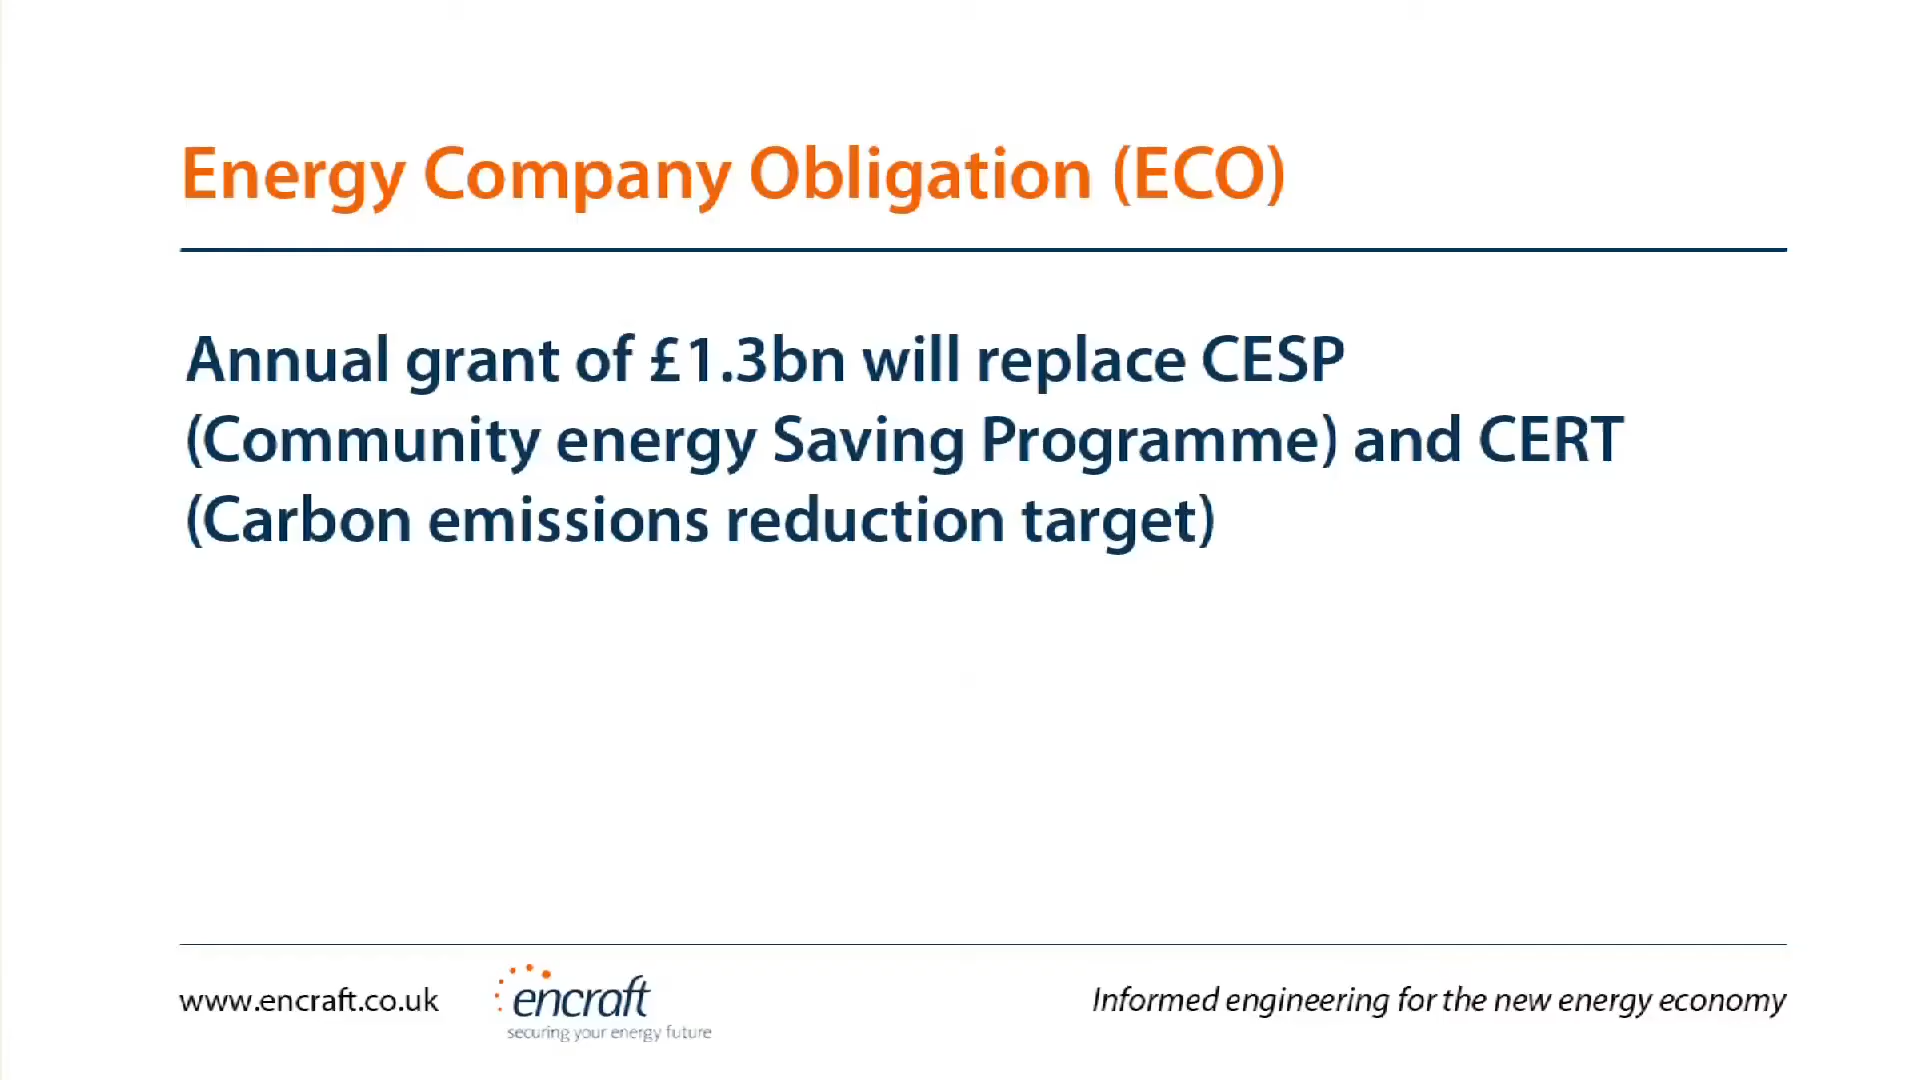 Energy Company Obligation (ECO)
Annual grant of £1.3bn will replace CESP
(Community energy Saving Programme) and CERT
(Carbon emissions reduction target)
www.encraft.co.uk
encraft
securing your energy future
Informed engineering for the new energy economy